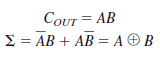 C_OUT = AB
Σ = A̅B + AB̅ = A ⊕ B